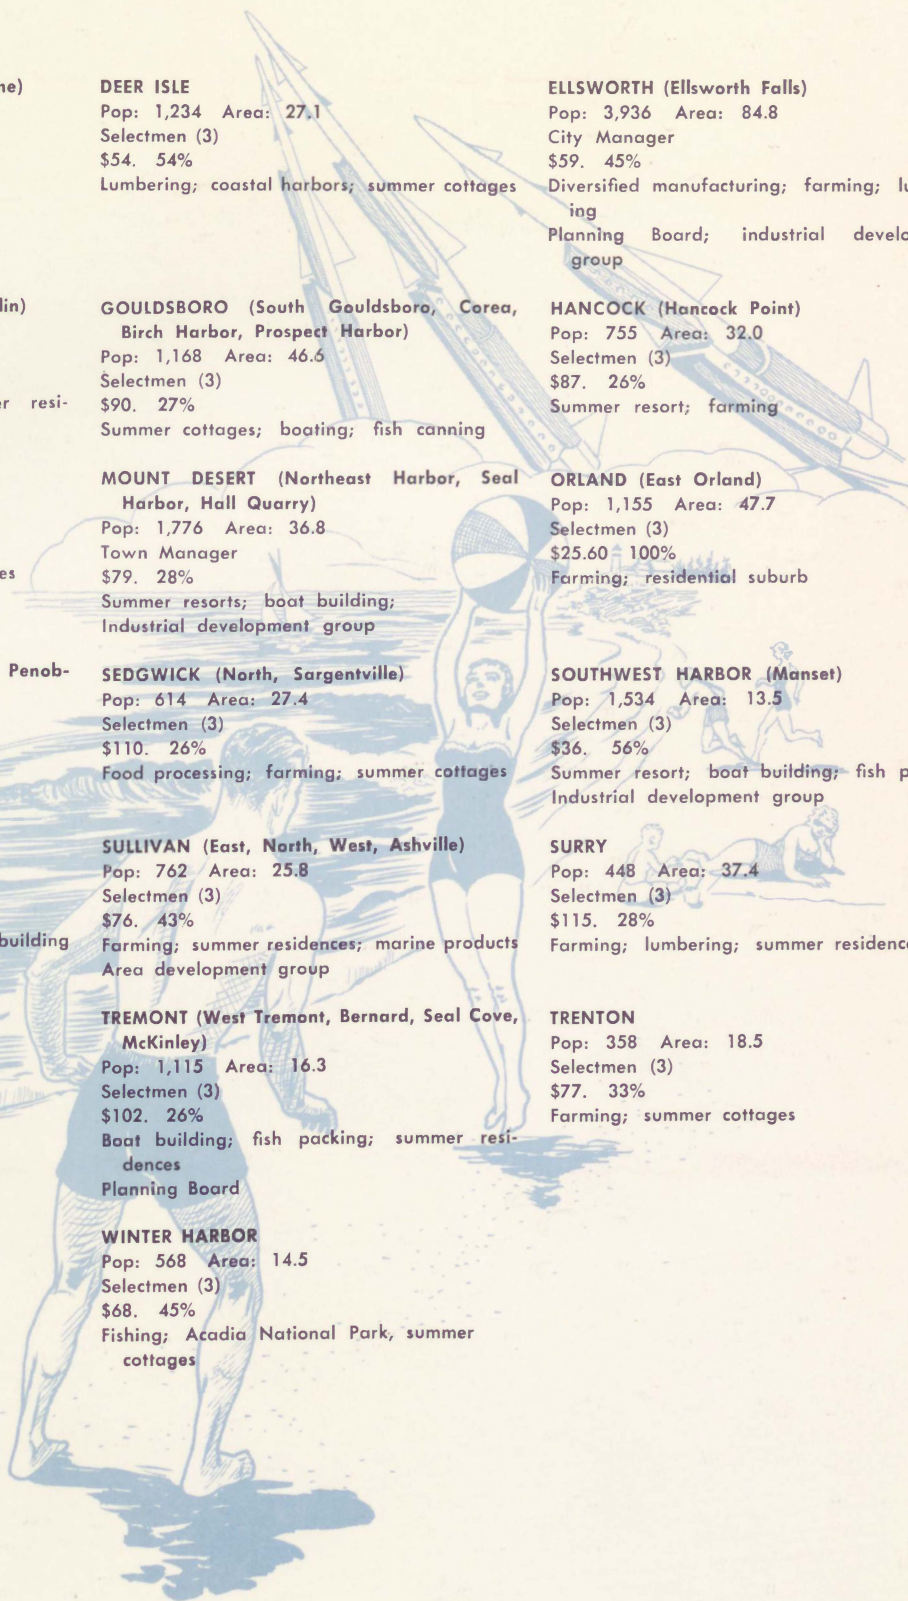 ne)
lin)
er resi-
es
Penob-
building
DEER ISLE
Pop: 1,234 Area: 27.1
Selectmen (3)
$54. 54%
Lumbering; coastal harbors; summer cottages
GOULDSBORO (South Gouldsboro, Corea,
Birch Harbor, Prospect Harbor)
Pop: 1,168 Area: 46.6
Selectmen (3)
$90. 27%
Summer cottages; boating; fish canning
MOUNT DESERT (Northeast Harbor, Seal
Harbor, Hall Quarry)
Pop: 1,776 Area: 36.8
Town Manager
$79. 28%
Summer resorts; boat building;
Industrial development group
SEDGWICK (North, Sargentville)
Pop: 614 Area: 27.4
Selectmen (3)
$110. 26%
Food processing; farming; summer cottages
SULLIVAN (East, North, West, Ashville)
Pop: 762 Area: 25.8
Selectmen (3)
$76. 43%
Farming; summer residences; marine products
Area development group
TREMONT (West Tremont, Bernard, Seal Cove,
McKinley)
Pop: 1,115 Area: 16.3
Selectmen (3)
$102. 26%
Boat building; fish packing; summer resi-
dences
Planning Board
WINTER HARBOR
Pop: 568 Area: 14.5
Selectmen (3)
$68. 45%
Fishing; Acadia National Park, summer
cottages
ELLSWORTH (Ellsworth Falls)
Pop: 3,936 Area: 84.8
City Manager
$59. 45%
Diversified manufacturing; farming; lu
ing
Planning Board; industrial develo
group
HANCOCK (Hancock Point)
Pop: 755 Area: 32.0
Selectmen (3)
$87. 26%
Summer resort; farming
ORLAND (East Orland)
Pop: 1,155 Area: 47.7
Selectmen (3)
$25.60 100%
Farming; residential suburb
SOUTHWEST HARBOR (Manset)
Pop: 1,534 Area: 13.5
Selectmen (3)
$36. 56%
Summer resort; boat building; fish p
Industrial development group
SURRY
Pop: 448 Area: 37.4
Selectmen (3)
$115. 28%
Farming; lumbering; summer residenc
TRENTON
Pop: 358 Area: 18.5
Selectmen (3)
$77. 33%
Farming; summer cottages